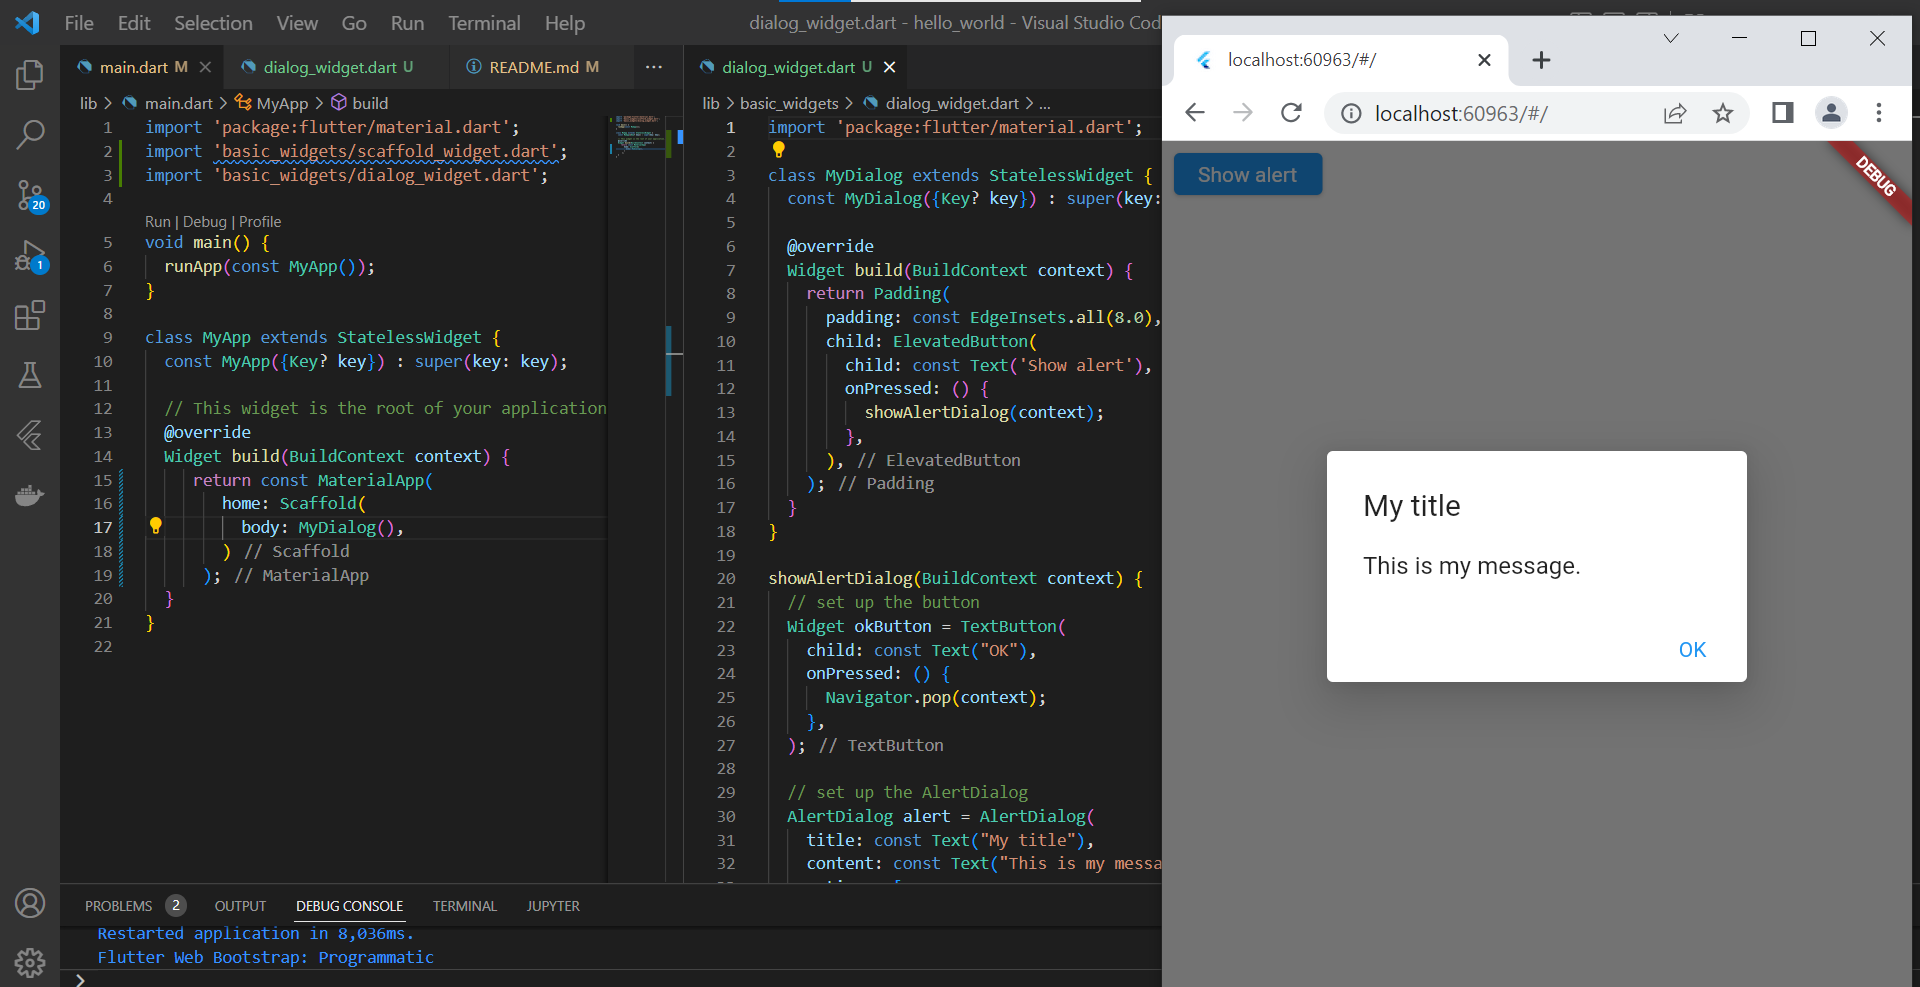 File Edit Selection View Go Run Terminal Help
dialog_widget.dart - hello_world - Visual Studio Cod
main.dart M
dialog_widget.dart U
README.md M
lib > main.dart > MyApp > build
1 import 'package:flutter/material.dart';
2 import 'basic_widgets/scaffold_widget.dart';
3 import 'basic_widgets/dialog_widget.dart';
4
Run | Debug | Profile
5 void main() {
6 runApp(const MyApp());
7 }
8
9 class MyApp extends StatelessWidget {
10 const MyApp({Key? key}) : super(key: key);
11
12 // This widget is the root of your application
13 @override
14 Widget build(BuildContext context) {
15 return const MaterialApp(
16 home: Scaffold(
17 body: MyDialog(),
18 ) // Scaffold
19 ); // MaterialApp
20 }
21 }
22
20
1
dialog_widget.dart U
lib > basic_widgets > dialog_widget.dart > ...
1 import 'package:flutter/material.dart';
2
3 class MyDialog extends StatelessWidget {
4 const MyDialog({Key? key}) : super(key:
5
6 @override
7 Widget build(BuildContext context) {
8 return Padding(
9 padding: const EdgeInsets.all(8.0),
10 child: ElevatedButton(
11 child: const Text('Show alert'),
12 onPressed: () {
13 showAlertDialog(context);
14 },
15 ), // ElevatedButton
16 ); // Padding
17 }
18 }
19
20 showAlertDialog(BuildContext context) {
21 // set up the button
22 Widget okButton = TextButton(
23 child: const Text("OK"),
24 onPressed: () {
25 Navigator.pop(context);
26 },
27 ); // TextButton
28
29 // set up the AlertDialog
30 AlertDialog alert = AlertDialog(
31 title: const Text("My title"),
32 content: const Text("This is my messa
PROBLEMS 2 OUTPUT DEBUG CONSOLE TERMINAL JUPYTER
Restarted application in 8,036ms.
Flutter Web Bootstrap: Programmatic
localhost:60963/#/
localhost:60963/#/
Show alert
DEBUG
My title
This is my message.
OK